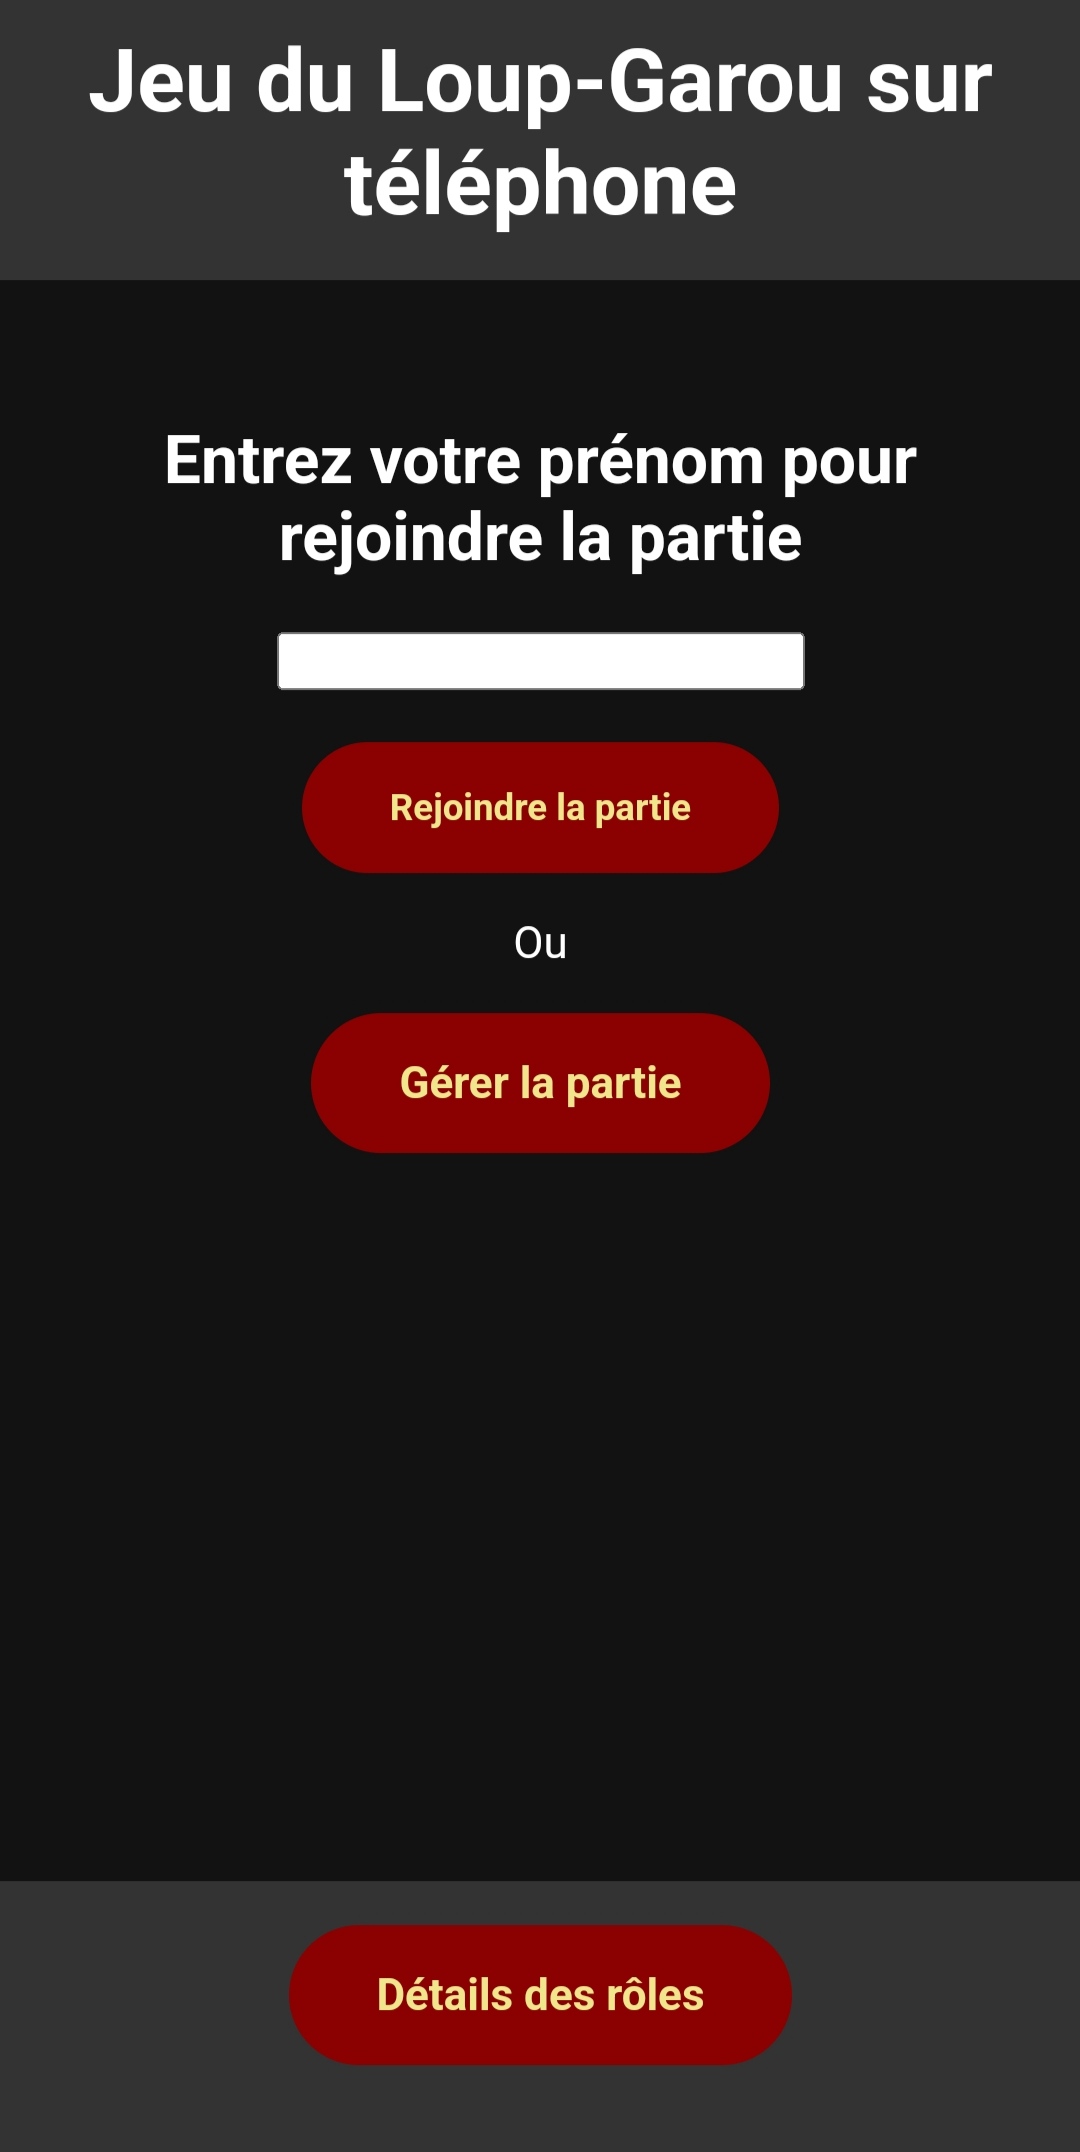 Jeu du Loup-Garou sur
téléphone
Entrez votre prénom pour
rejoindre la partie
Rejoindre la partie
Ou
Gérer la partie
Détails des rôles